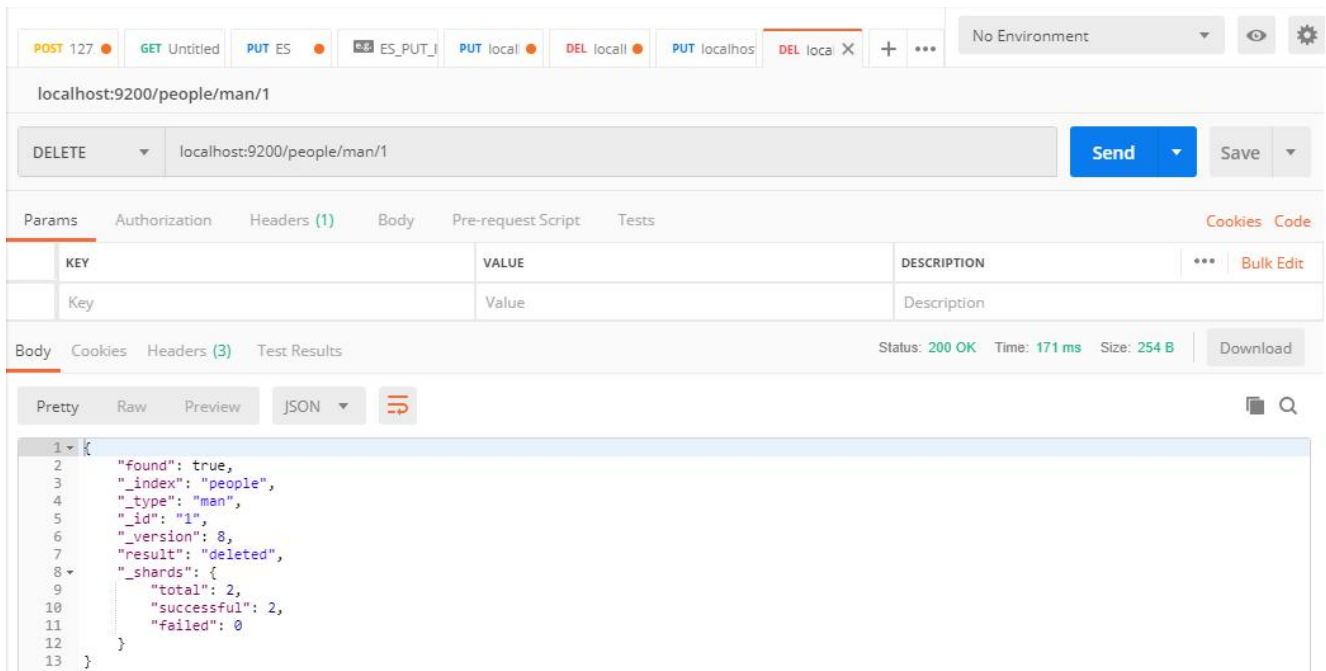 POST 127 GET Untitled PUT ES e.g. ES_PUT_I PUT locall DEL locall PUT localhos DEL local No Environment
localhost:9200/people/man/1
DELETE localhost:9200/people/man/1 Send Save
Params Authorization Headers (1) Body Pre-request Script Tests Cookies Code
KEY VALUE DESCRIPTION Bulk Edit
Key Value Description
Body Cookies Headers (3) Test Results Status: 200 OK Time: 171 ms Size: 254 B Download
Pretty Raw Preview JSON
1 {
2 "found": true,
3 "_index": "people",
4 "_type": "man",
5 "_id": "1",
6 "_version": 8,
7 "result": "deleted",
8 "_shards": {
9 "total": 2,
10 "successful": 2,
11 "failed": 0
12 }
13 }